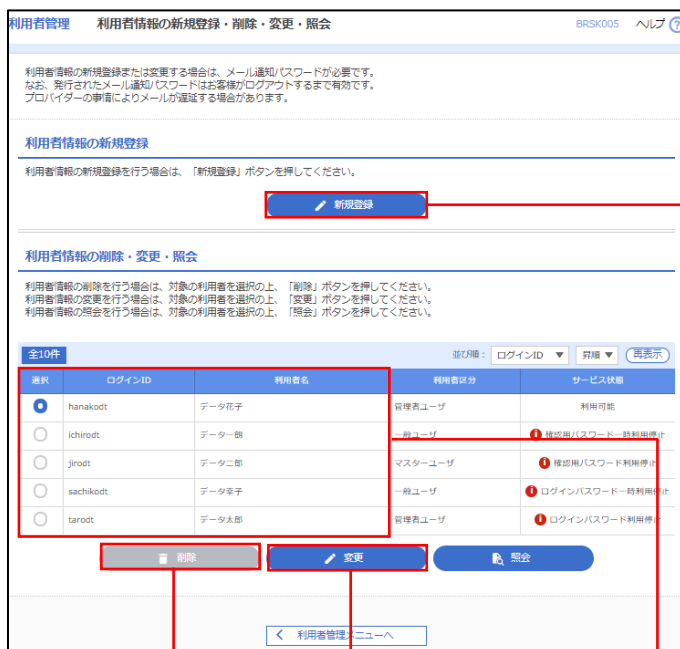 利用者管理 利用者情報の新規登録・削除・変更・照会 BRSK005 ヘルプ ?
利用者情報の新規登録または変更する場合は、メール通知パスワードが必要です。
なお、発行されたメール通知パスワードはお客様がログアウトするまで有効です。
プロバイダーの事情によりメールが遅延する場合があります。
利用者情報の新規登録
利用者情報の新規登録を行う場合は、「新規登録」ボタンを押してください。
新規登録
利用者情報の削除・変更・照会
利用者情報の削除を行う場合は、対象の利用者を選択の上、「削除」ボタンを押してください。
利用者情報の変更を行う場合は、対象の利用者を選択の上、「変更」ボタンを押してください。
利用者情報の照会を行う場合は、対象の利用者を選択の上、「照会」ボタンを押してください。
全10件 並び順： ログインID ▼ 昇順 ▼ 再表示
選択 ログインID 利用者名 利用者区分 サービス状態
hanakodt データ花子 管理者ユーザ 利用可能
ichirodt データ一朗 一般ユーザ 確認用パスワード一時利用停止
jirodt データ二郎 マスターユーザ 確認用パスワード利用停止
sachikodt データ幸子 一般ユーザ ログインパスワード一時利用停止
tarodt データ太郎 管理者ユーザ ログインパスワード利用停止
削除 変更 照会
利用者管理メニューへ